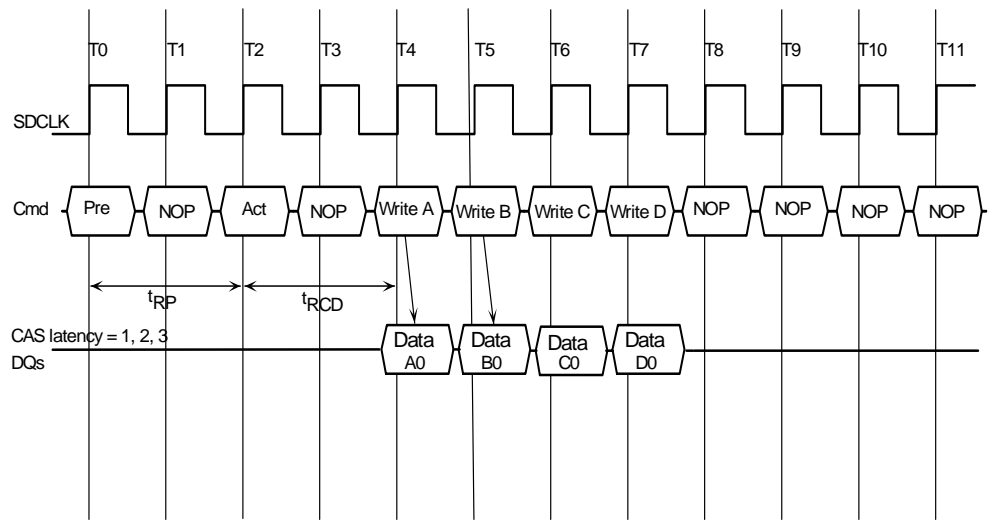 T0 T1 T2 T3 T4 T5 T6 T7 T8 T9 T10 T11
SDCLK
Cmd Pre NOP Act NOP Write A Write B Write C Write D NOP NOP NOP NOP
tRP tRCD
CAS latency = 1, 2, 3
DQs
Data Data Data Data
A0 B0 C0 D0